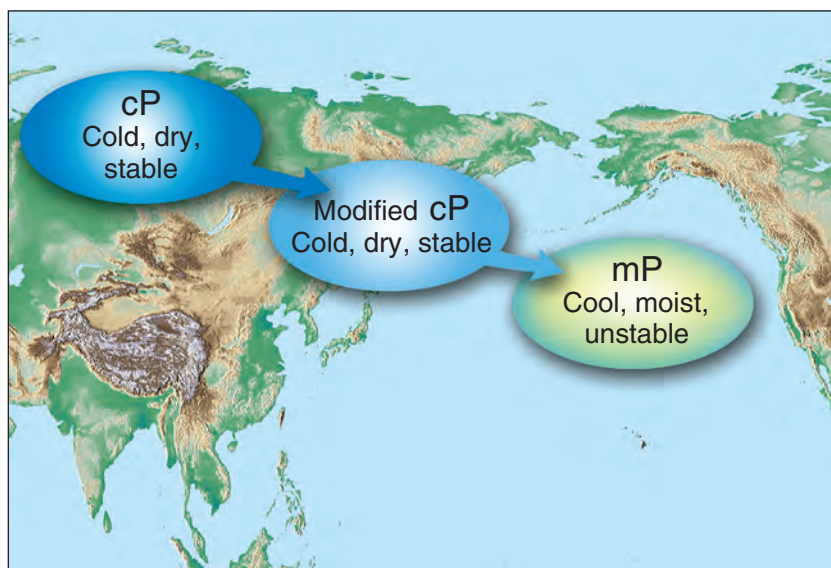 cP
Cold, dry,
stable
Modified cP
Cold, dry, stable
mP
Cool, moist,
unstable